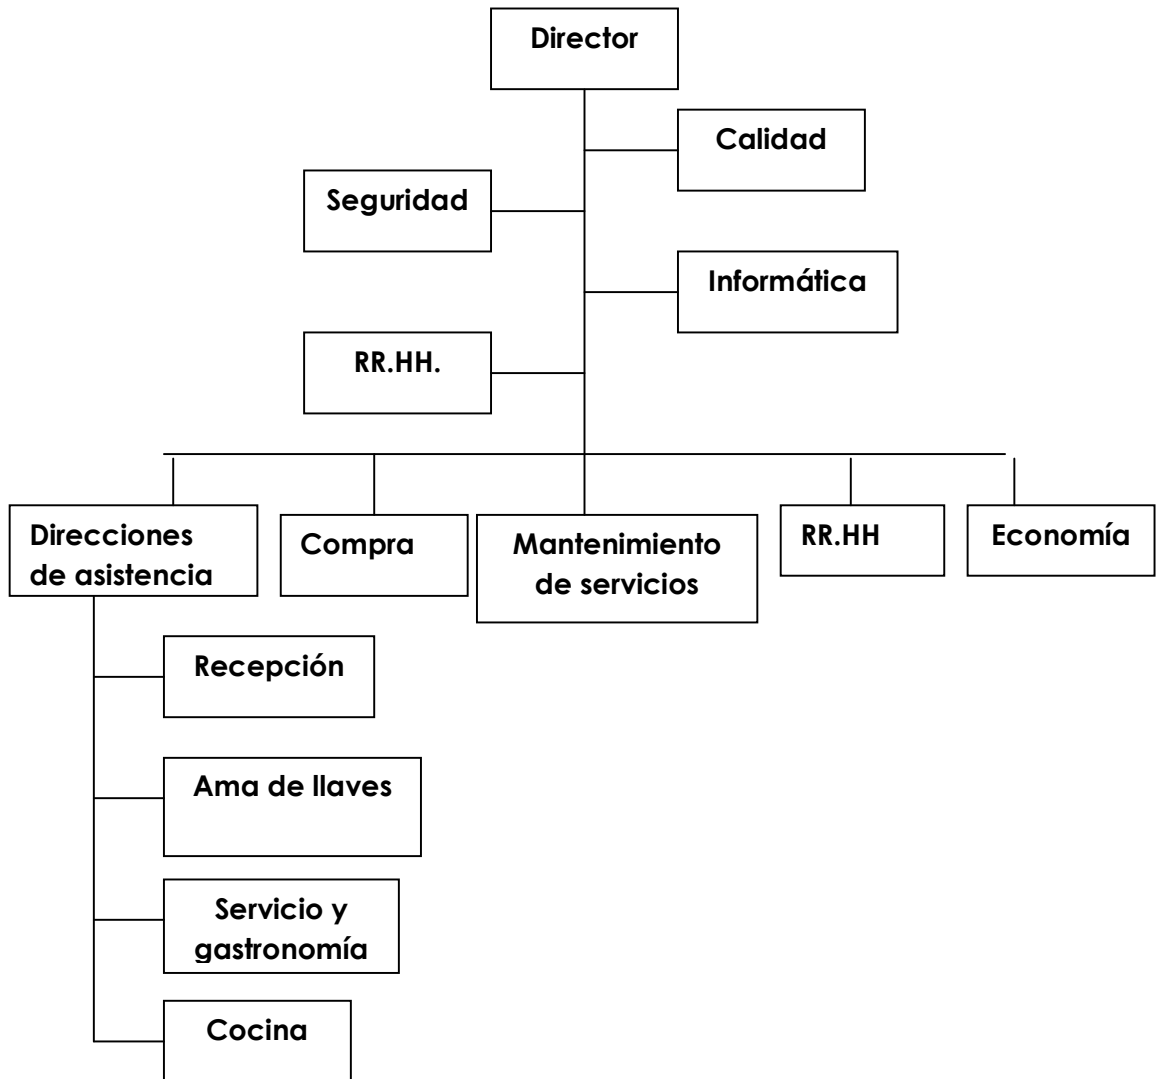 Director
Calidad
Seguridad
Informática
RR.HH.
Direcciones
de asistencia
Compra
Mantenimiento
de servicios
RR.HH
Economía
Recepción
Ama de llaves
Servicio y
gastronomía
Cocina